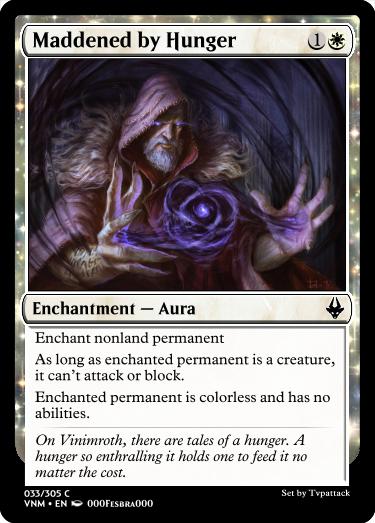 Maddened by Hunger 1
Enchantment — Aura
Enchant nonland permanent
As long as enchanted permanent is a creature,
it can't attack or block.
Enchanted permanent is colorless and has no
abilities.
On Vinimroth, there are tales of a hunger. A
hunger so enthralling it holds one to feed it no
matter the cost.
033/305 C
VNM • EN 000Fesbra000
Set by Tvpattack